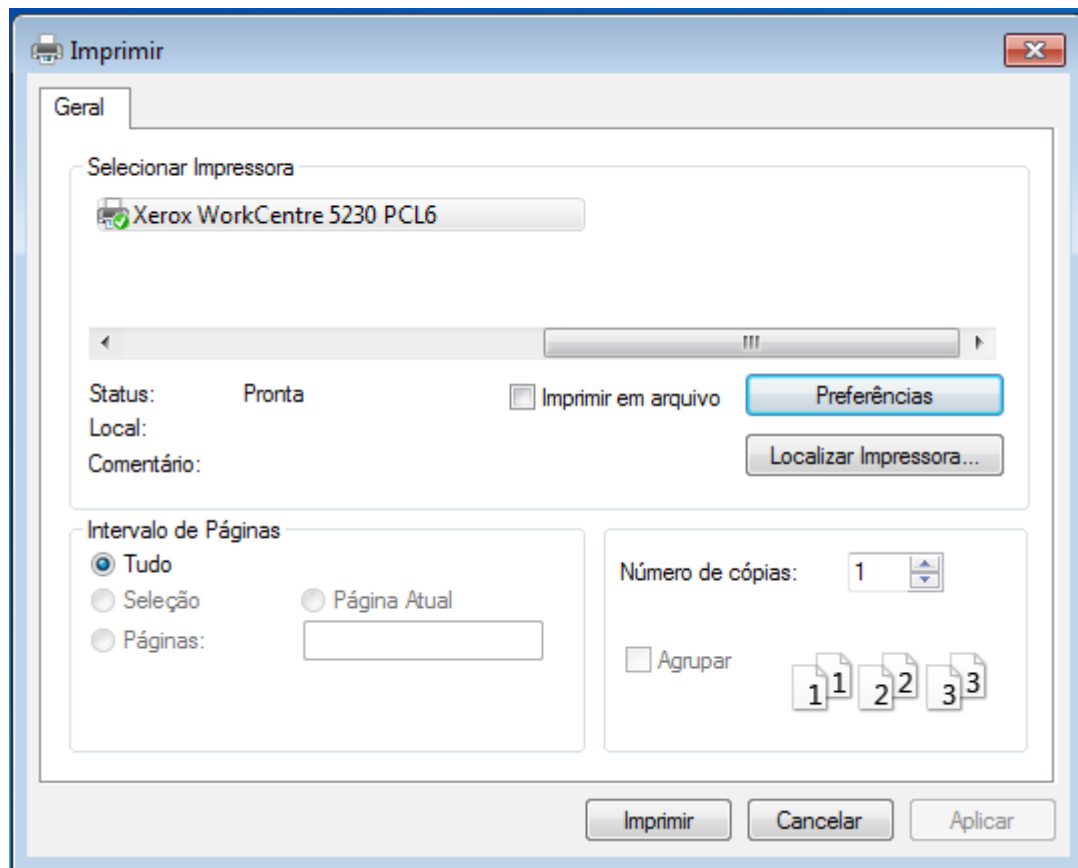 Imprimir
Geral
Selecionar Impressora
Xerox WorkCentre 5230 PCL6
Status: Pronta
Imprimir em arquivo
Preferências
Local:
Localizar Impressora...
Comentário:
Intervalo de Páginas
Tudo
Seleção
Página Atual
Páginas:
Número de cópias: 1
Agrupar
1 1 2 2 3 3
Imprimir
Cancelar
Aplicar